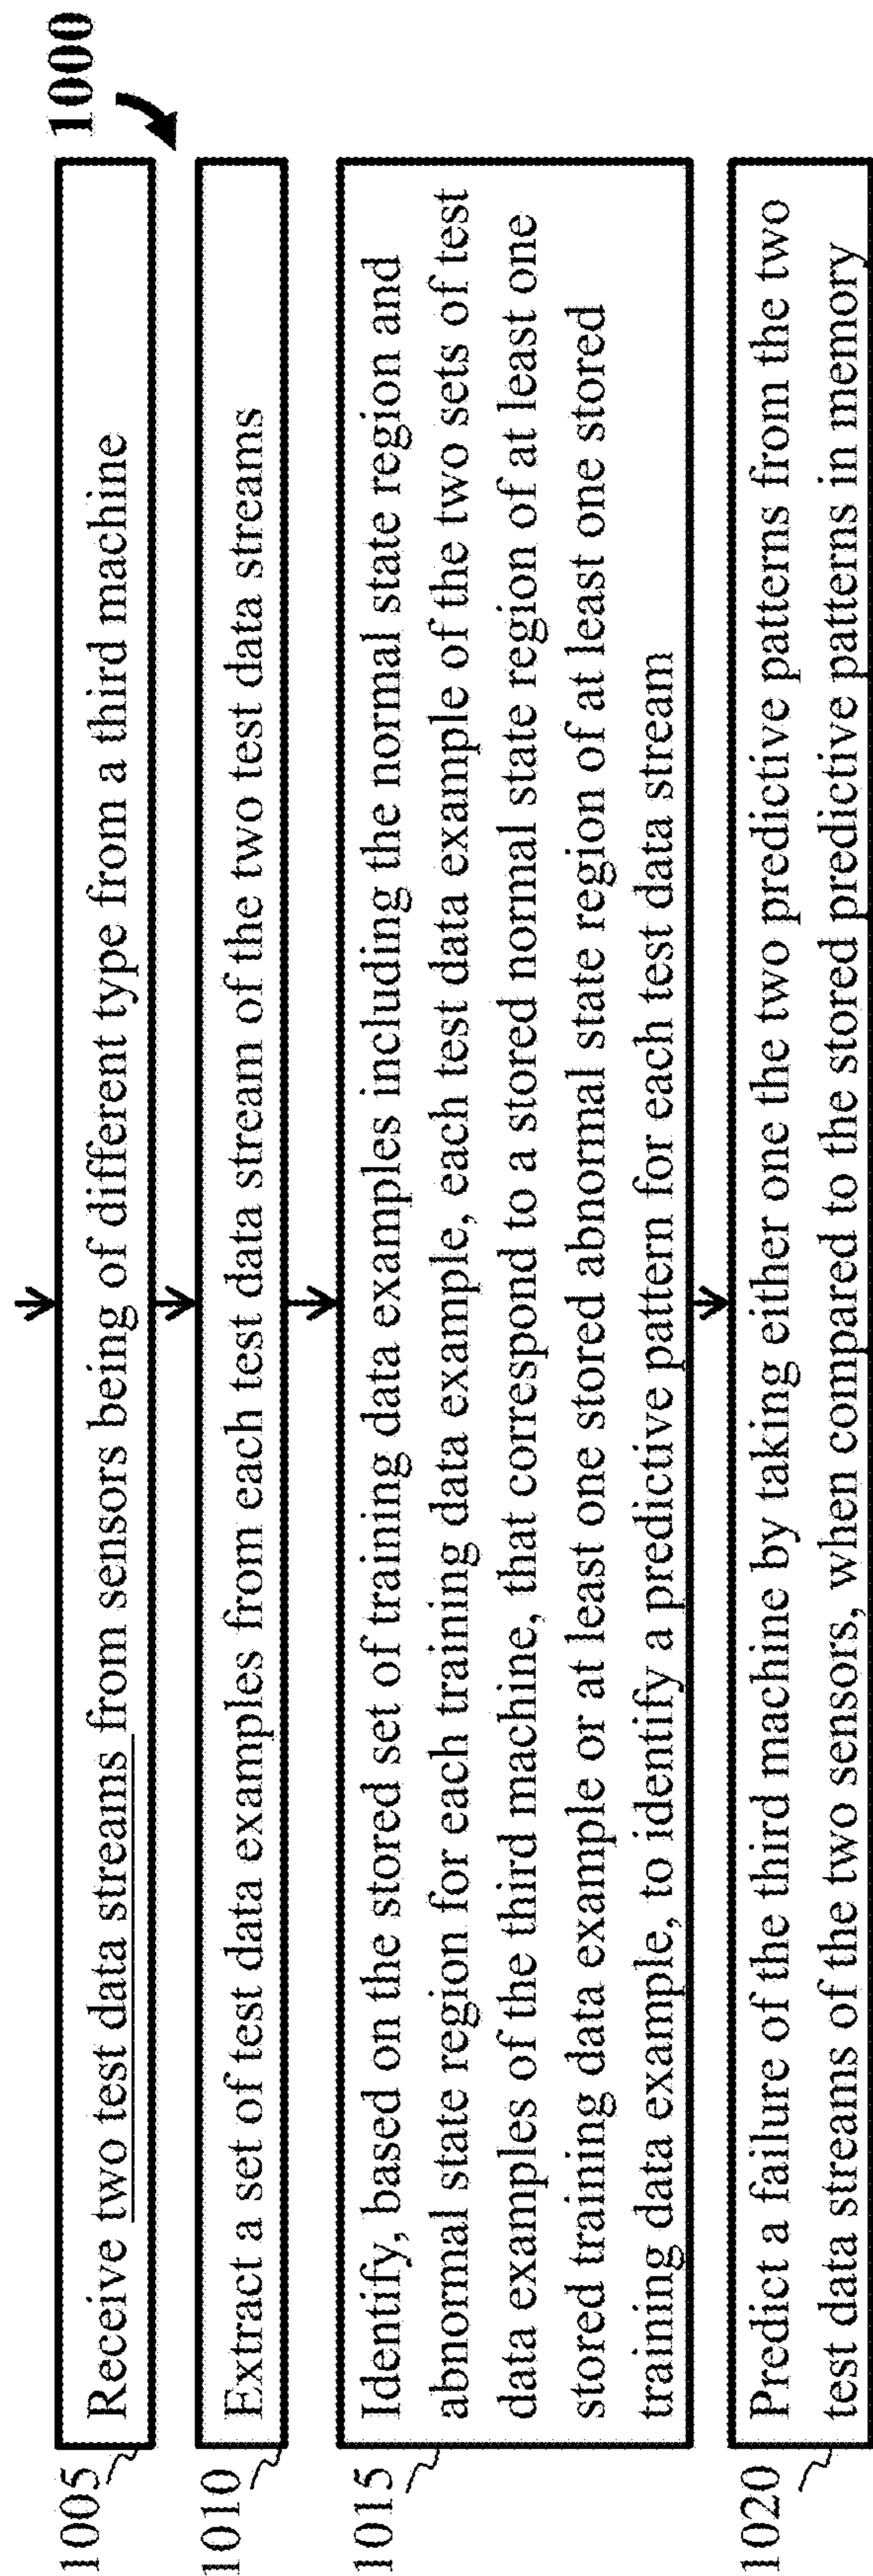 1000
1005
Receive two test data streams from sensors being of different type from a third machine
1010
Extract a set of test data examples from each test data stream of the two test data streams
1015
Identify, based on the stored set of training data examples including the normal state region and
abnormal state region for each training data example, each test data example of the two sets of test
data examples of the third machine, that correspond to a stored normal state region of at least one
stored training data example or at least one stored abnormal state region of at least one stored
training data example, to identify a predictive pattern for each test data stream
1020
Predict a failure of the third machine by taking either one the two predictive patterns from the two
test data streams of the two sensors, when compared to the stored predictive patterns in memory